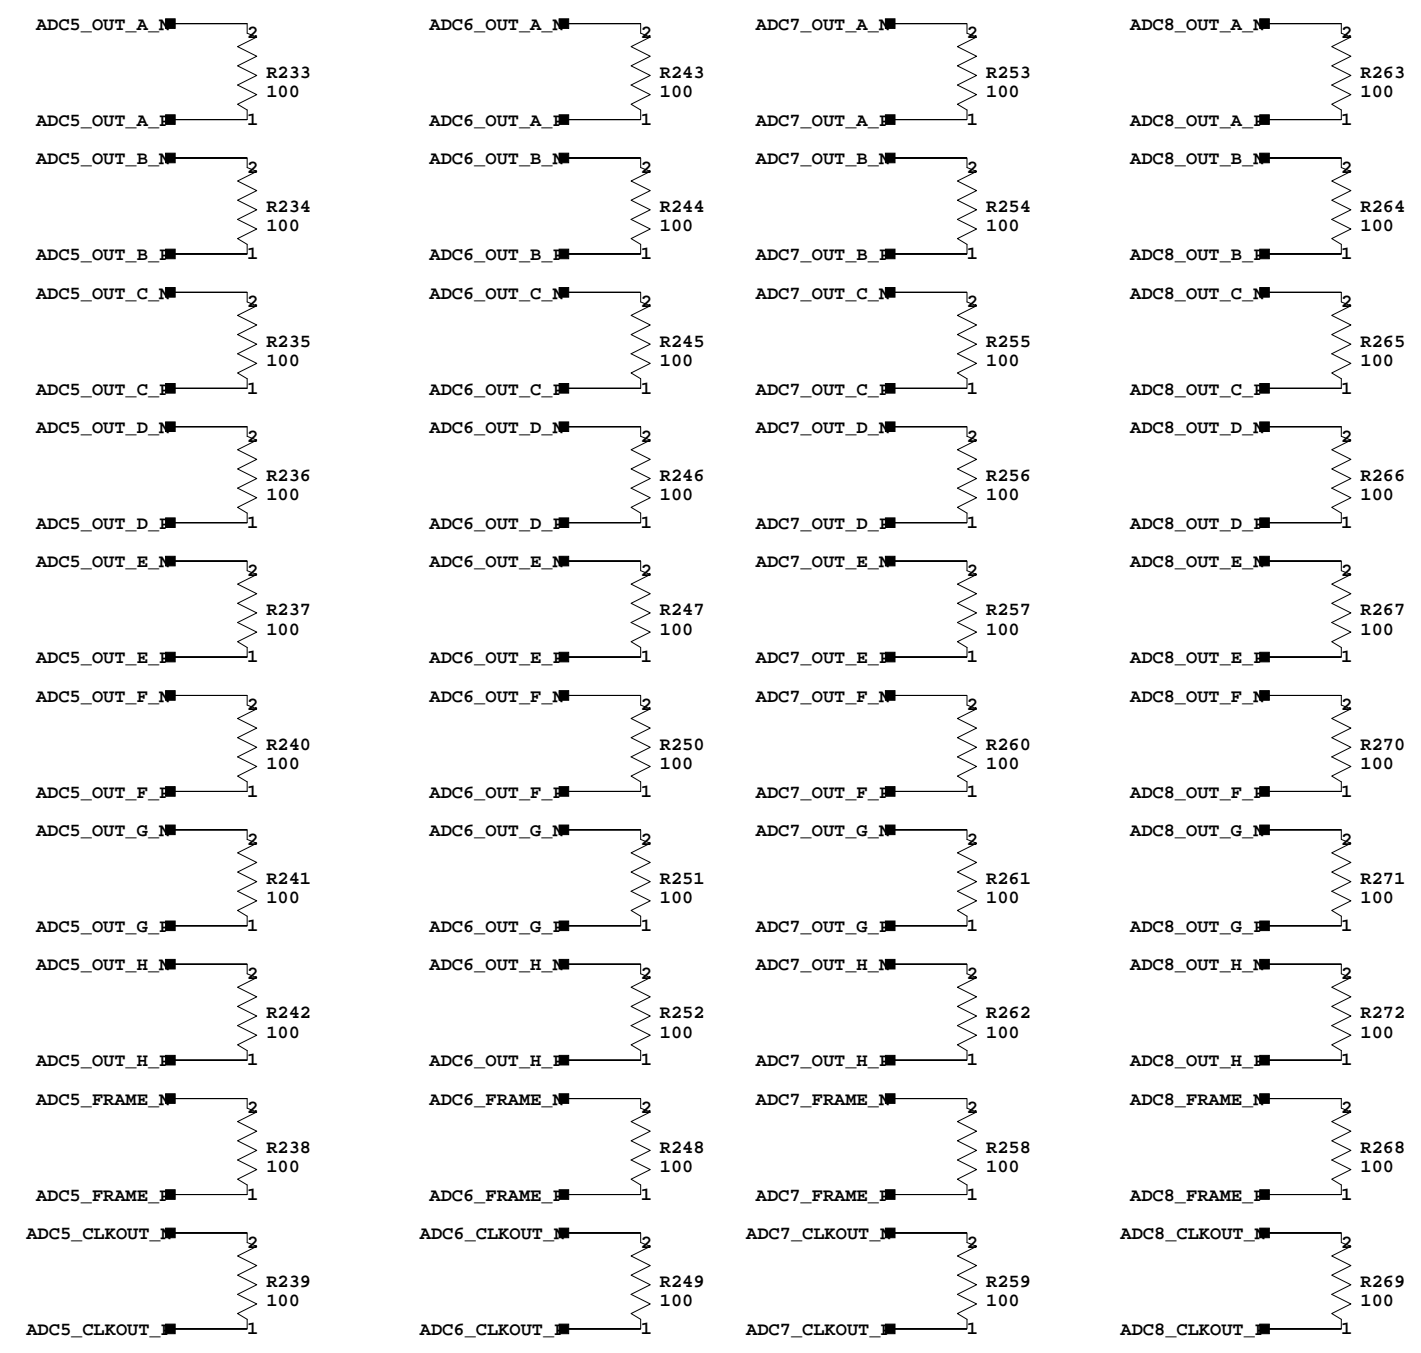 ADC5_OUT_A_N 2 ADC6_OUT_A_N 2 ADC7_OUT_A_N 2 ADC8_OUT_A_N 2
R233 R243 R253 R263
100 100 100 100
ADC5_OUT_A_P 1 ADC6_OUT_A_P 1 ADC7_OUT_A_P 1 ADC8_OUT_A_P 1
ADC5_OUT_B_N 2 ADC6_OUT_B_N 2 ADC7_OUT_B_N 2 ADC8_OUT_B_N 2
R234 R244 R254 R264
100 100 100 100
ADC5_OUT_B_P 1 ADC6_OUT_B_P 1 ADC7_OUT_B_P 1 ADC8_OUT_B_P 1
ADC5_OUT_C_N 2 ADC6_OUT_C_N 2 ADC7_OUT_C_N 2 ADC8_OUT_C_N 2
R235 R245 R255 R265
100 100 100 100
ADC5_OUT_C_P 1 ADC6_OUT_C_P 1 ADC7_OUT_C_P 1 ADC8_OUT_C_P 1
ADC5_OUT_D_N 2 ADC6_OUT_D_N 2 ADC7_OUT_D_N 2 ADC8_OUT_D_N 2
R236 R246 R256 R266
100 100 100 100
ADC5_OUT_D_P 1 ADC6_OUT_D_P 1 ADC7_OUT_D_P 1 ADC8_OUT_D_P 1
ADC5_OUT_E_N 2 ADC6_OUT_E_N 2 ADC7_OUT_E_N 2 ADC8_OUT_E_N 2
R237 R247 R257 R267
100 100 100 100
ADC5_OUT_E_P 1 ADC6_OUT_E_P 1 ADC7_OUT_E_P 1 ADC8_OUT_E_P 1
ADC5_OUT_F_N 2 ADC6_OUT_F_N 2 ADC7_OUT_F_N 2 ADC8_OUT_F_N 2
R240 R250 R260 R270
100 100 100 100
ADC5_OUT_F_P 1 ADC6_OUT_F_P 1 ADC7_OUT_F_P 1 ADC8_OUT_F_P 1
ADC5_OUT_G_N 2 ADC6_OUT_G_N 2 ADC7_OUT_G_N 2 ADC8_OUT_G_N 2
R241 R251 R261 R271
100 100 100 100
ADC5_OUT_G_P 1 ADC6_OUT_G_P 1 ADC7_OUT_G_P 1 ADC8_OUT_G_P 1
ADC5_OUT_H_N 2 ADC6_OUT_H_N 2 ADC7_OUT_H_N 2 ADC8_OUT_H_N 2
R242 R252 R262 R272
100 100 100 100
ADC5_OUT_H_P 1 ADC6_OUT_H_P 1 ADC7_OUT_H_P 1 ADC8_OUT_H_P 1
ADC5_FRAME_N 2 ADC6_FRAME_N 2 ADC7_FRAME_N 2 ADC8_FRAME_N 2
R238 R248 R258 R268
100 100 100 100
ADC5_FRAME_P 1 ADC6_FRAME_P 1 ADC7_FRAME_P 1 ADC8_FRAME_P 1
ADC5_CLKOUT_N 2 ADC6_CLKOUT_N 2 ADC7_CLKOUT_N 2 ADC8_CLKOUT_N 2
R239 R249 R259 R269
100 100 100 100
ADC5_CLKOUT_P 1 ADC6_CLKOUT_P 1 ADC7_CLKOUT_P 1 ADC8_CLKOUT_P 1